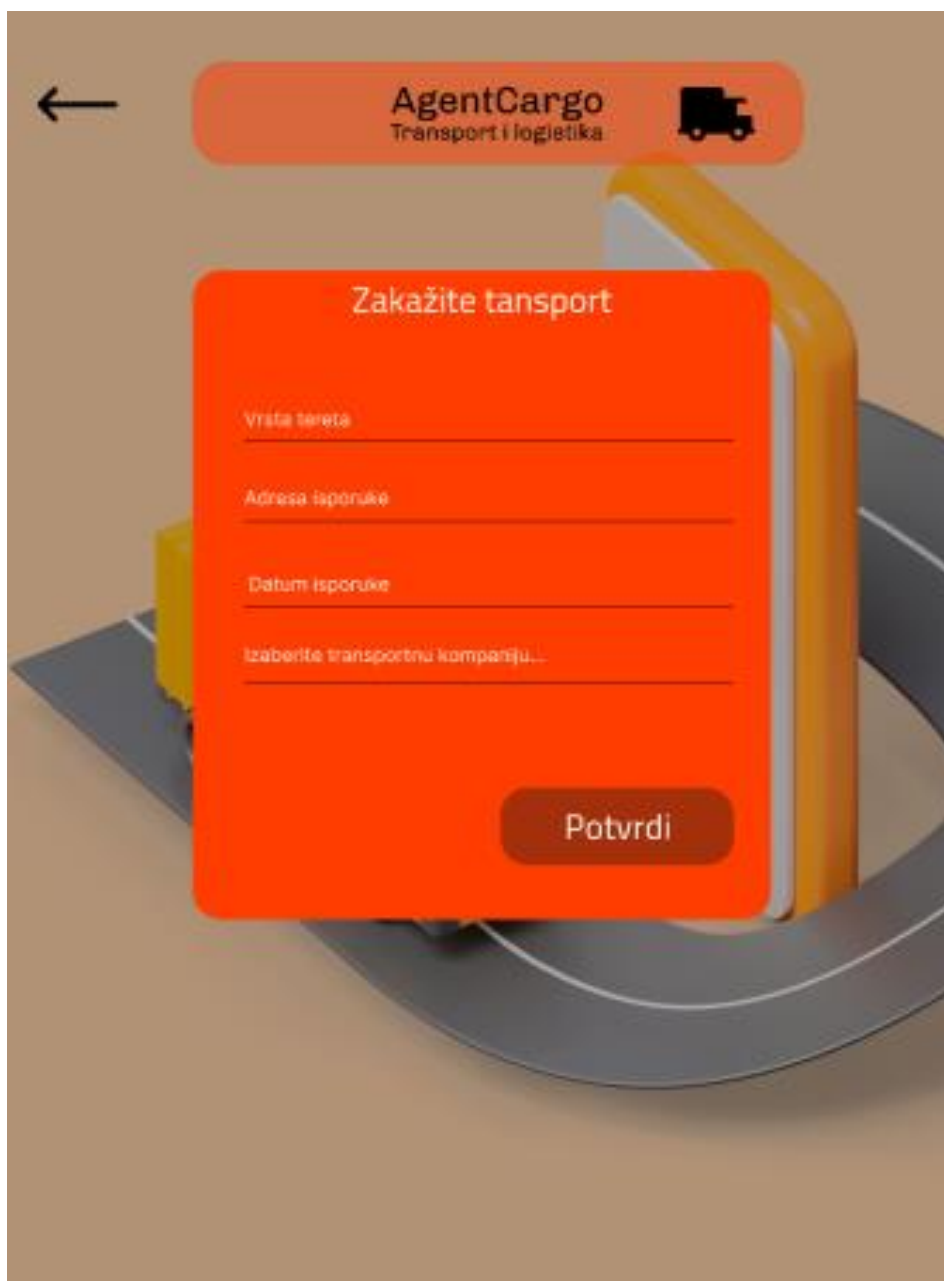 AgentCargo
Transport i logistika
Zakažite tansport
Vrsta tereta
Adresa isporuke
Datum isporuke
Izaberite transportnu kompaniju...
Potvrdi